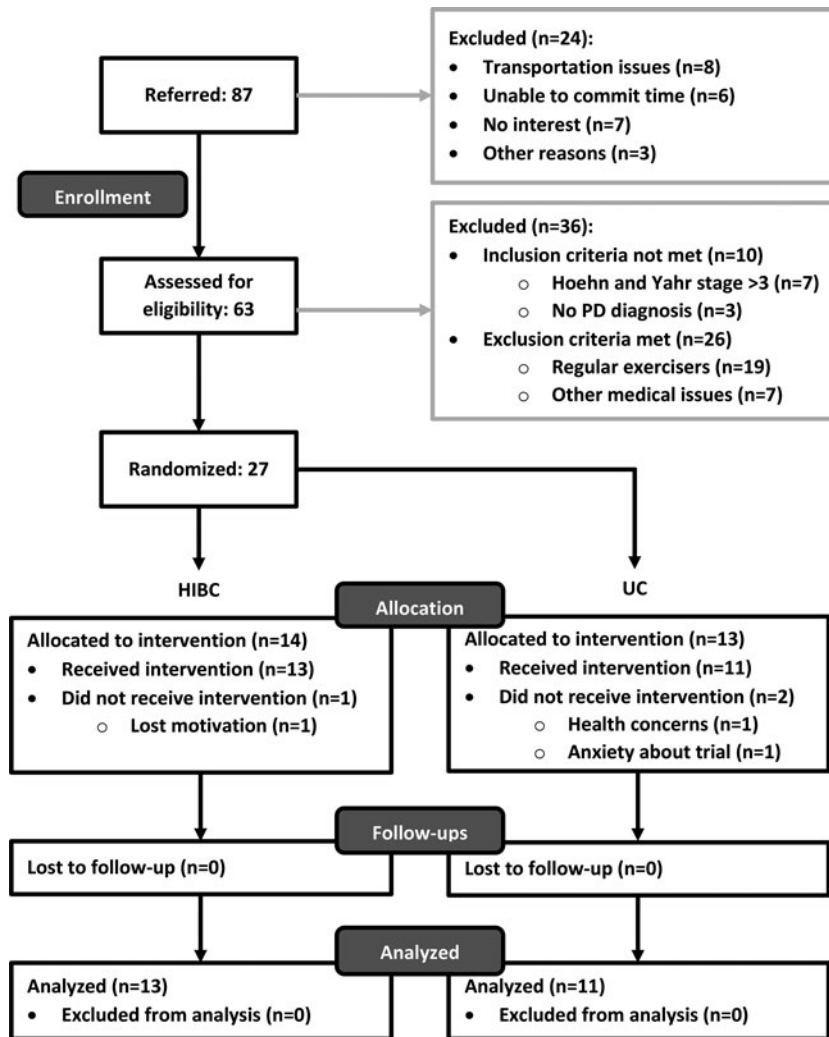 Referred: 87
Excluded (n=24):
• Transportation issues (n=8)
• Unable to commit time (n=6)
• No interest (n=7)
• Other reasons (n=3)
Enrollment
Assessed for
eligibility: 63
Excluded (n=36):
• Inclusion criteria not met (n=10)
o Hoehn and Yahr stage >3 (n=7)
o No PD diagnosis (n=3)
• Exclusion criteria met (n=26)
o Regular exercisers (n=19)
o Other medical issues (n=7)
Randomized: 27
HIBC
UC
Allocation
Allocated to intervention (n=14)
• Received intervention (n=13)
• Did not receive intervention (n=1)
o Lost motivation (n=1)
Allocated to intervention (n=13)
• Received intervention (n=11)
• Did not receive intervention (n=2)
o Health concerns (n=1)
o Anxiety about trial (n=1)
Follow-ups
Lost to follow-up (n=0)
Lost to follow-up (n=0)
Analyzed
Analyzed (n=13)
• Excluded from analysis (n=0)
Analyzed (n=11)
• Excluded from analysis (n=0)